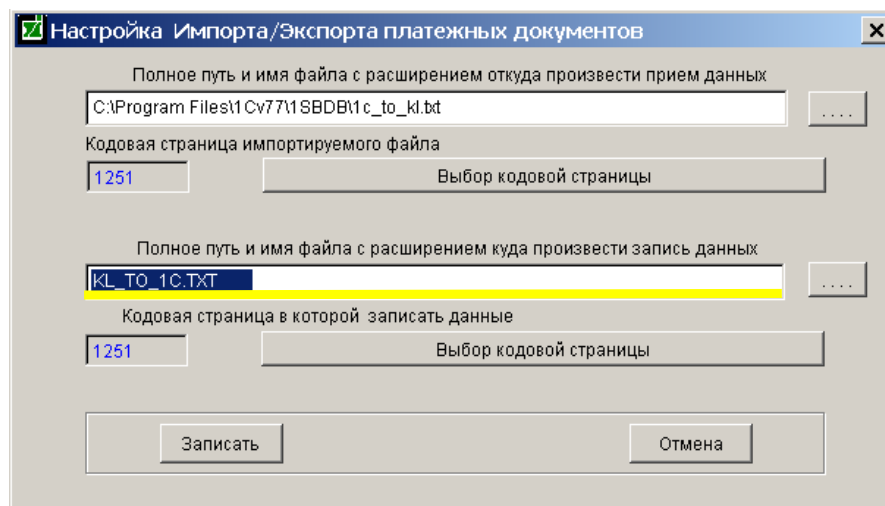 Настройка Импорта/Экспорта платежных документов
Полное путь и имя файла с расширением откуда произвести прием данных
C:\Program Files\1Cv77\1SBDB\1c_to_kl.txt
....
Кодовая страница импортируемого файла
1251
Выбор кодовой страницы
Полное путь и имя файла с расширением куда произвести запись данных
KL_TO_1C.TXT
....
Кодовая страница в которой записать данные
1251
Выбор кодовой страницы
Записать
Отмена